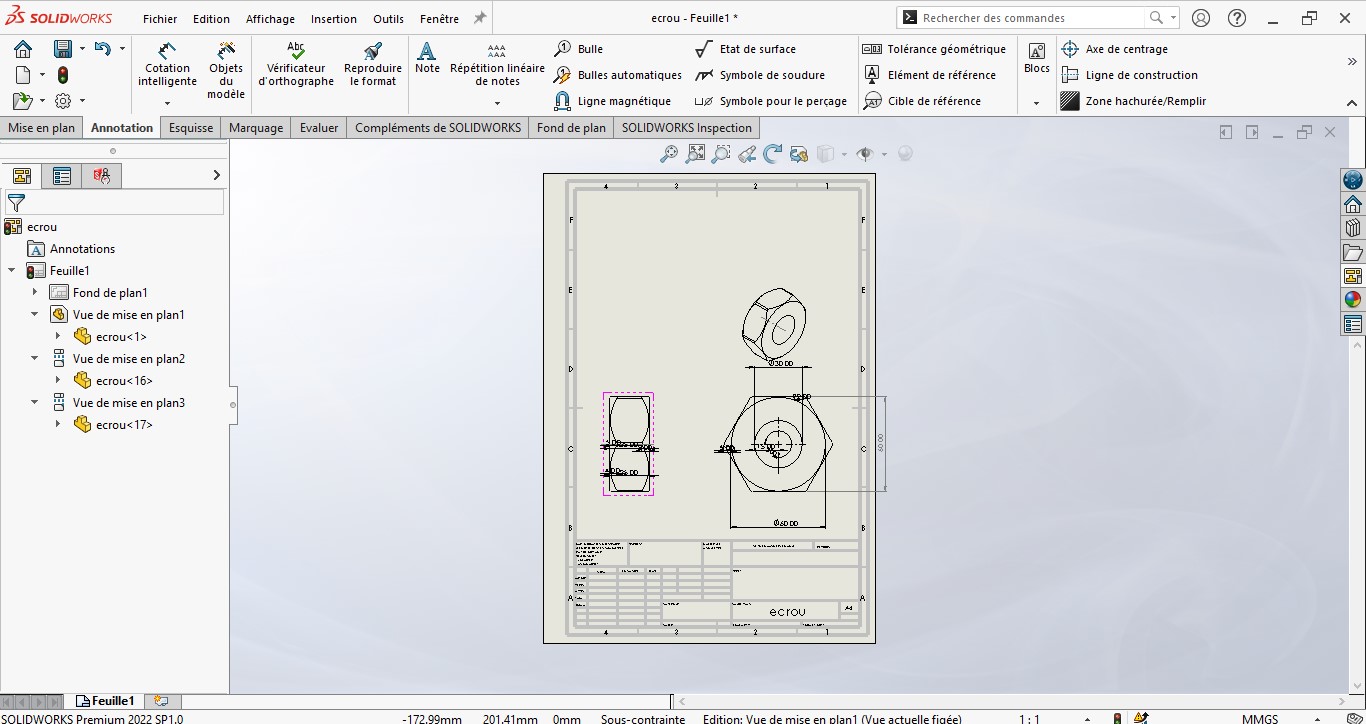 SOLIDWORKS Fichier Edition Affichage Insertion Outils Fenêtre ecrou - Feuille1 * Rechercher des commandes
Cotation intelligente
Objets du modèle
Vérificateur d'orthographe
Reproduire le format
Note
Répétition linéaire de notes
Bulle
Bulles automatiques
Ligne magnétique
Etat de surface
Symbole de soudure
Symbole pour le perçage
Tolérance géométrique
Elément de référence
Cible de référence
Blocs
Axe de centrage
Ligne de construction
Zone hachurée/Remplir
Mise en plan Annotation Esquisse Marquage Evaluer Compléments de SOLIDWORKS Fond de plan SOLIDWORKS Inspection
ecrou
Annotations
Feuille1
Fond de plan1
Vue de mise en plan1
ecrou<1>
Vue de mise en plan2
ecrou<16>
Vue de mise en plan3
ecrou<17>
4 3 2 1
F F
E E
D D
Ø30.00
C C
60.00
B B
Ø60.00
A A
ecrou
A4
4 3 2 1
Feuille1
SOLIDWORKS Premium 2022 SP1.0 -172.99mm 201.41mm 0mm Sous-contrainte Edition: Vue de mise en plan1 (Vue actuelle figée) 1 : 1 MMGS